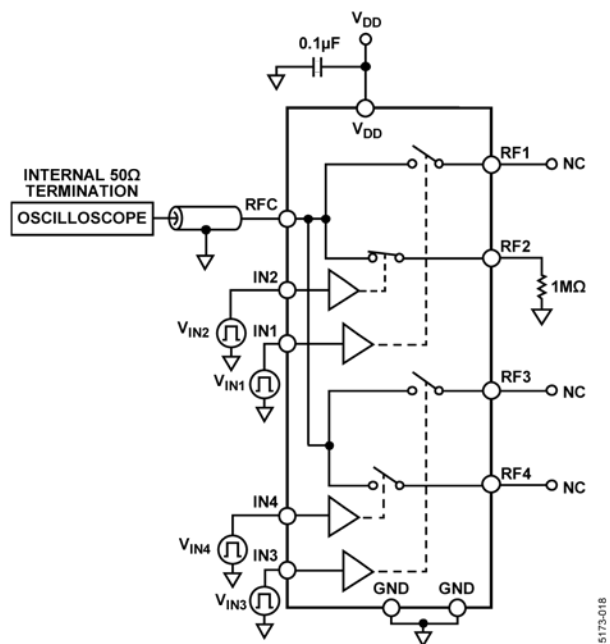 VDD
0.1µF
VDD
RF1
NC
INTERNAL 50Ω
TERMINATION
OSCILLOSCOPE
RFC
RF2
1MΩ
IN2
VIN2
IN1
VIN1
RF3
NC
RF4
NC
IN4
VIN4
IN3
VIN3
GND
GND
5173-018